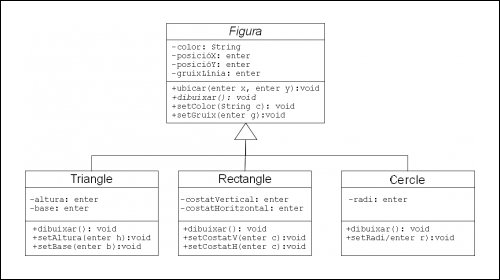 Figura
-color: String
-posicióX: enter
-posicióY: enter
-gruixLinia: enter
+ubicar(enter x, enter y):void
+dibuixar(): void
+setColor(String c): void
+setGruix(enter g):void
Triangle
-altura: enter
-base: enter
+dibuixar(): void
+setAltura(enter h):void
+setBase(enter b):void
Rectangle
-costatVertical: enter
-costatHoritzontal: enter
+dibuixar(): void
+setCostatV(enter c):void
+setCostatH(enter c):void
Cercle
-radi: enter
+dibuixar(): void
+setRadi/enter r):void